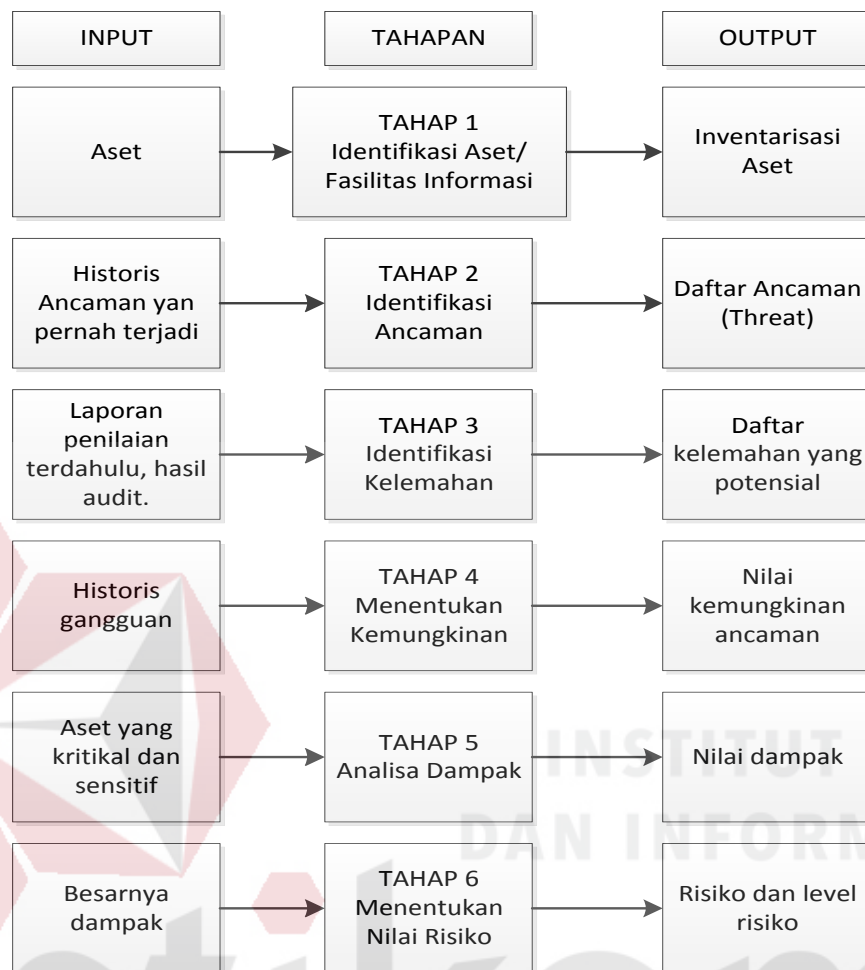 INPUT
TAHAPAN
OUTPUT
Aset
TAHAP 1
Identifikasi Aset/
Fasilitas Informasi
Inventarisasi
Aset
Historis
Ancaman yan
pernah terjadi
TAHAP 2
Identifikasi
Ancaman
Daftar Ancaman
(Threat)
Laporan
penilaian
terdahulu, hasil
audit.
TAHAP 3
Identifikasi
Kelemahan
Daftar
kelemahan yang
potensial
Historis
gangguan
TAHAP 4
Menentukan
Kemungkinan
Nilai
kemungkinan
ancaman
Aset yang
kritikal dan
sensitif
TAHAP 5
Analisa Dampak
Nilai dampak
Besarnya
dampak
TAHAP 6
Menentukan
Nilai Risiko
Risiko dan level
risiko
INSTITUT
DAN INFORM